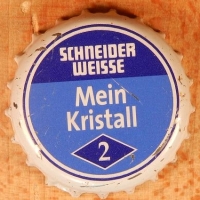 SCHNEIDER
WEISSE
Mein
Kristall
2